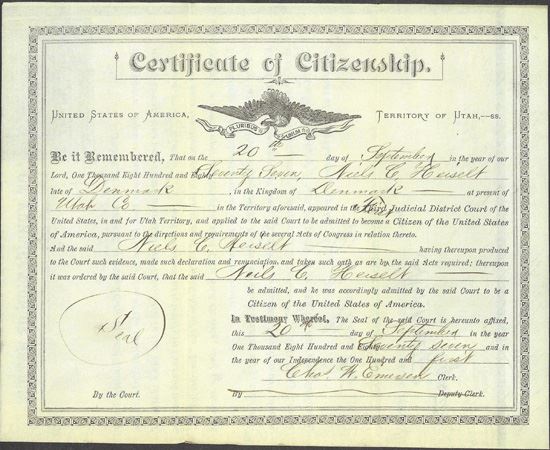 Certificate of Citizenship.
UNITED STATES OF AMERICA, TERRITORY OF UTAH,—ss.
E PLURIBUS UNUM
Be it Remembered, That on the 20th day of September in the year of our
Lord, One Thousand Eight Hundred and Eighty Seventy Seven, Niels C. Heiselt
late of Denmark, in the Kingdom of Denmark at present of
Utah Co in the Territory aforesaid, appeared in the Third Judicial District Court of the
United States, in and for Utah Territory, and applied to the said Court to be admitted to become a Citizen of the United States
of America, pursuant to the directions and requirements of the several Acts of Congress in relation thereto.
And the said Niels C. Heiselt having thereupon produced
to the Court such evidence, made such declaration and renunciation, and taken such oath as are by the said Acts required; thereupon
it was ordered by the said Court, that the said Niels C. Heiselt
be admitted, and he was accordingly admitted by the said Court to be a
Citizen of the United States of America.
In Testimony Whereof, The Seal of the said Court is hereunto affixed,
this 20th day of September in the year
One Thousand Eight Hundred and Eighty Seventy Seven and in
the year of our Independence the One Hundred and first
Chas. W. Emerson Clerk.
Seal
By the Court.
By Deputy Clerk.